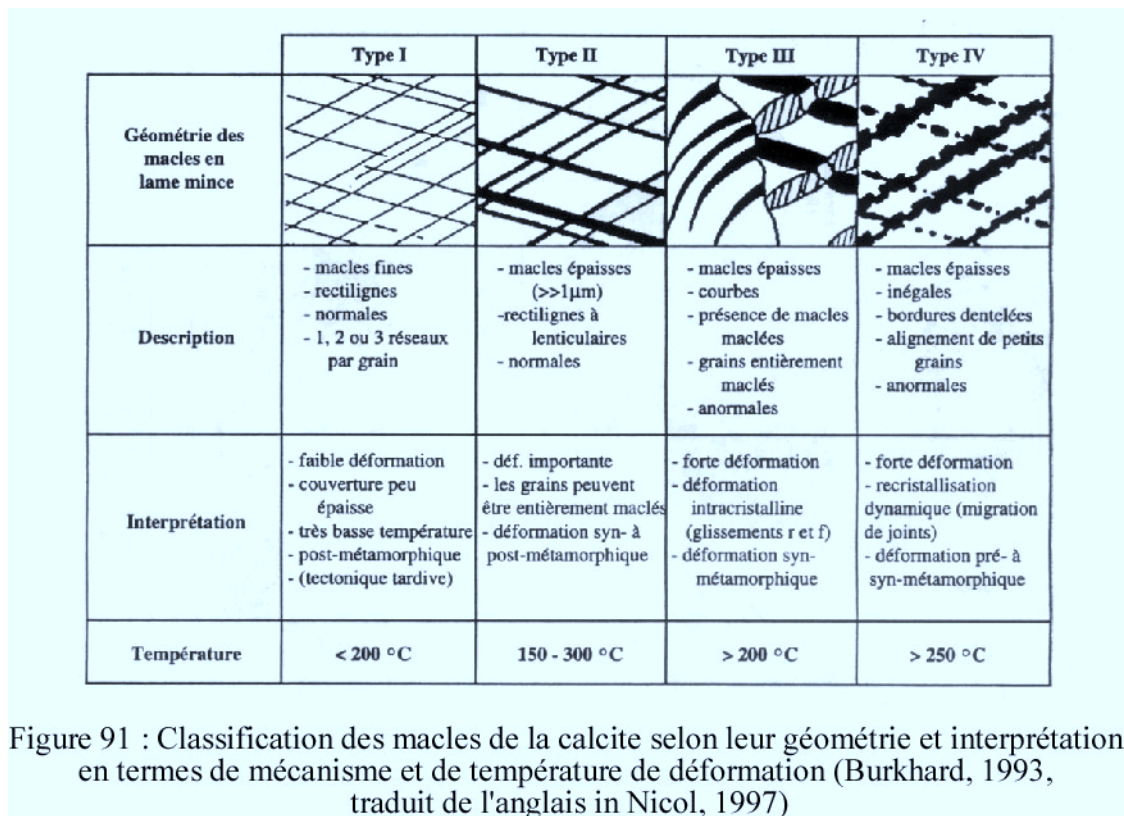 Type I
Type II
Type III
Type IV
Géométrie des
macles en
lame mince
Description
- macles fines
- rectilignes
- normales
- 1, 2 ou 3 réseaux
par grain
- macles épaisses
(>>1µm)
-rectilignes à
lenticulaires
- normales
- macles épaisses
- courbes
- présence de macles
maclées
- grains entièrement
maclés
- anormales
- macles épaisses
- inégales
- bordures dentelées
- alignement de petits
grains
- anormales
Interprétation
- faible déformation
- couverture peu
épaisse
- très basse température
- post-métamorphique
- (tectonique tardive)
- déf. importante
- les grains peuvent
être entièrement maclés
- déformation syn- à
post-métamorphique
- forte déformation
- déformation
intracristalline
(glissements r et f)
- déformation syn-
métamorphique
- forte déformation
- recristallisation
dynamique (migration
de joints)
- déformation pré- à
syn-métamorphique
Température
< 200 °C
150 - 300 °C
> 200 °C
> 250 °C
Figure 91 : Classification des macles de la calcite selon leur géométrie et interprétation
en termes de mécanisme et de température de déformation (Burkhard, 1993,
traduit de l'anglais in Nicol, 1997)